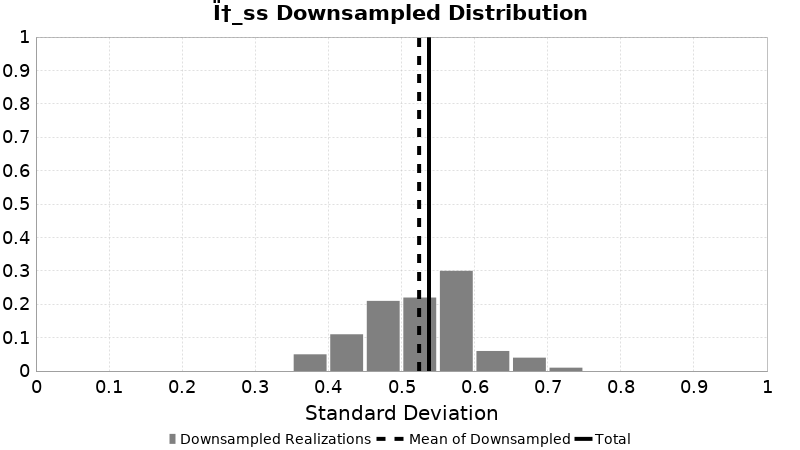 Ï†_ss Downsampled Distribution
1
0.9
0.8
0.7
0.6
0.5
0.4
0.3
0.2
0.1
0
0 0.1 0.2 0.3 0.4 0.5 0.6 0.7 0.8 0.9 1
Standard Deviation
Downsampled Realizations Mean of Downsampled Total